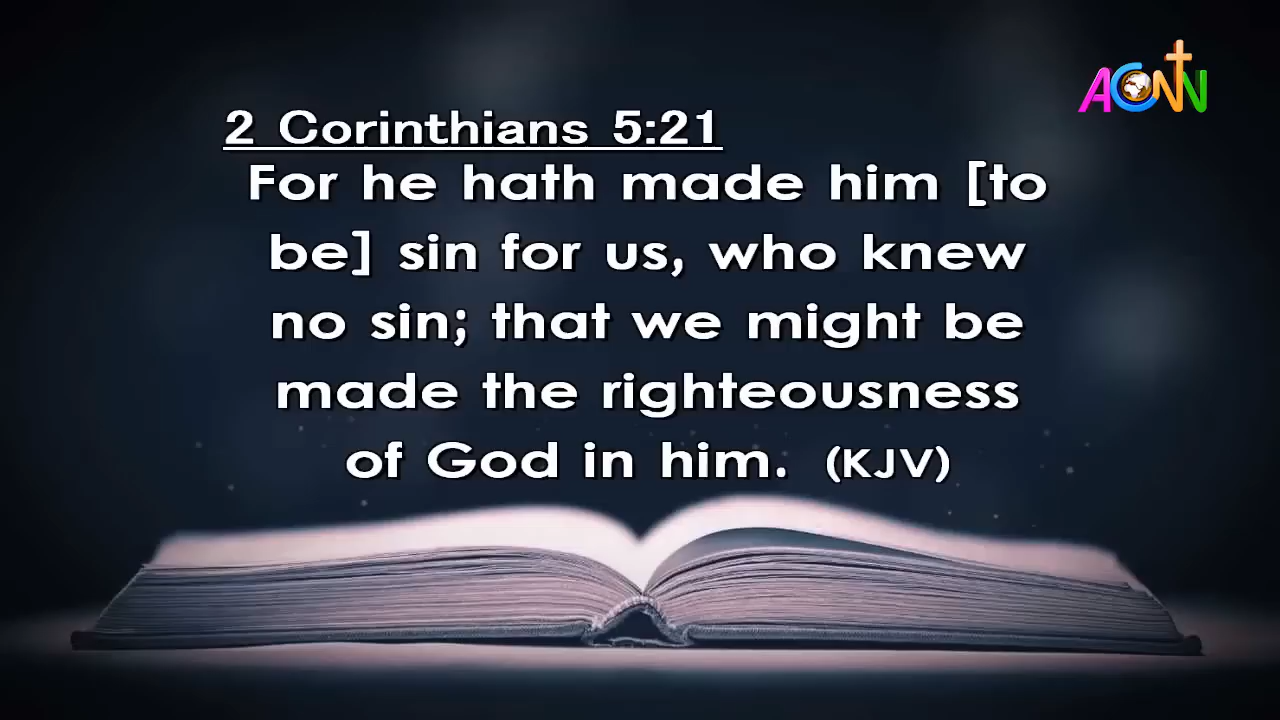 ACNN
2 Corinthians 5:21
For he hath made him [to
be] sin for us, who knew
no sin; that we might be
made the righteousness
of God in him. (KJV)